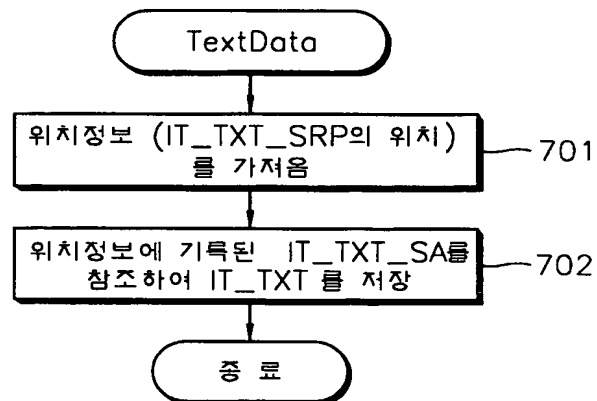 TextData
위치정보 (IT_TXT_SRP의 위치)
를 가져옴
701
위치정보에 기록된 IT_TXT_SA를
참조하여 IT_TXT 를 저장
702
종 료